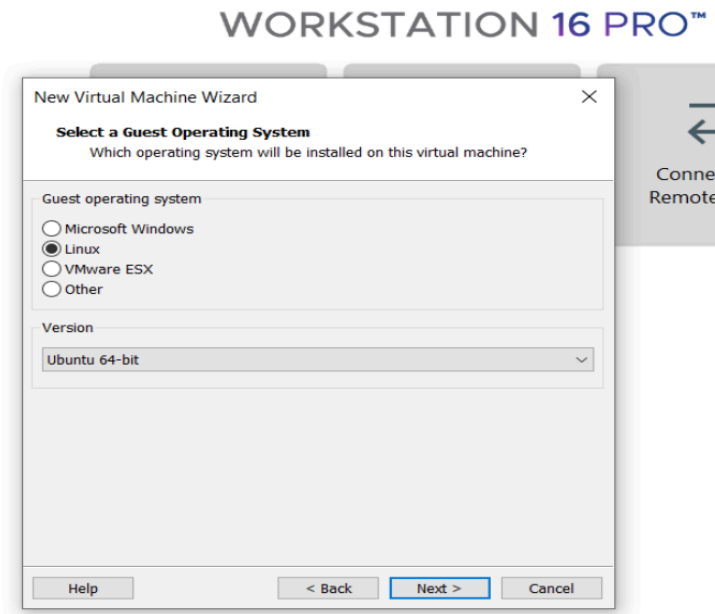 WORKSTATION 16 PRO™
New Virtual Machine Wizard
Select a Guest Operating System
Which operating system will be installed on this virtual machine?
Guest operating system
Microsoft Windows
Linux
VMware ESX
Other
Version
Ubuntu 64-bit
Help
< Back
Next >
Cancel
Conne
Remote